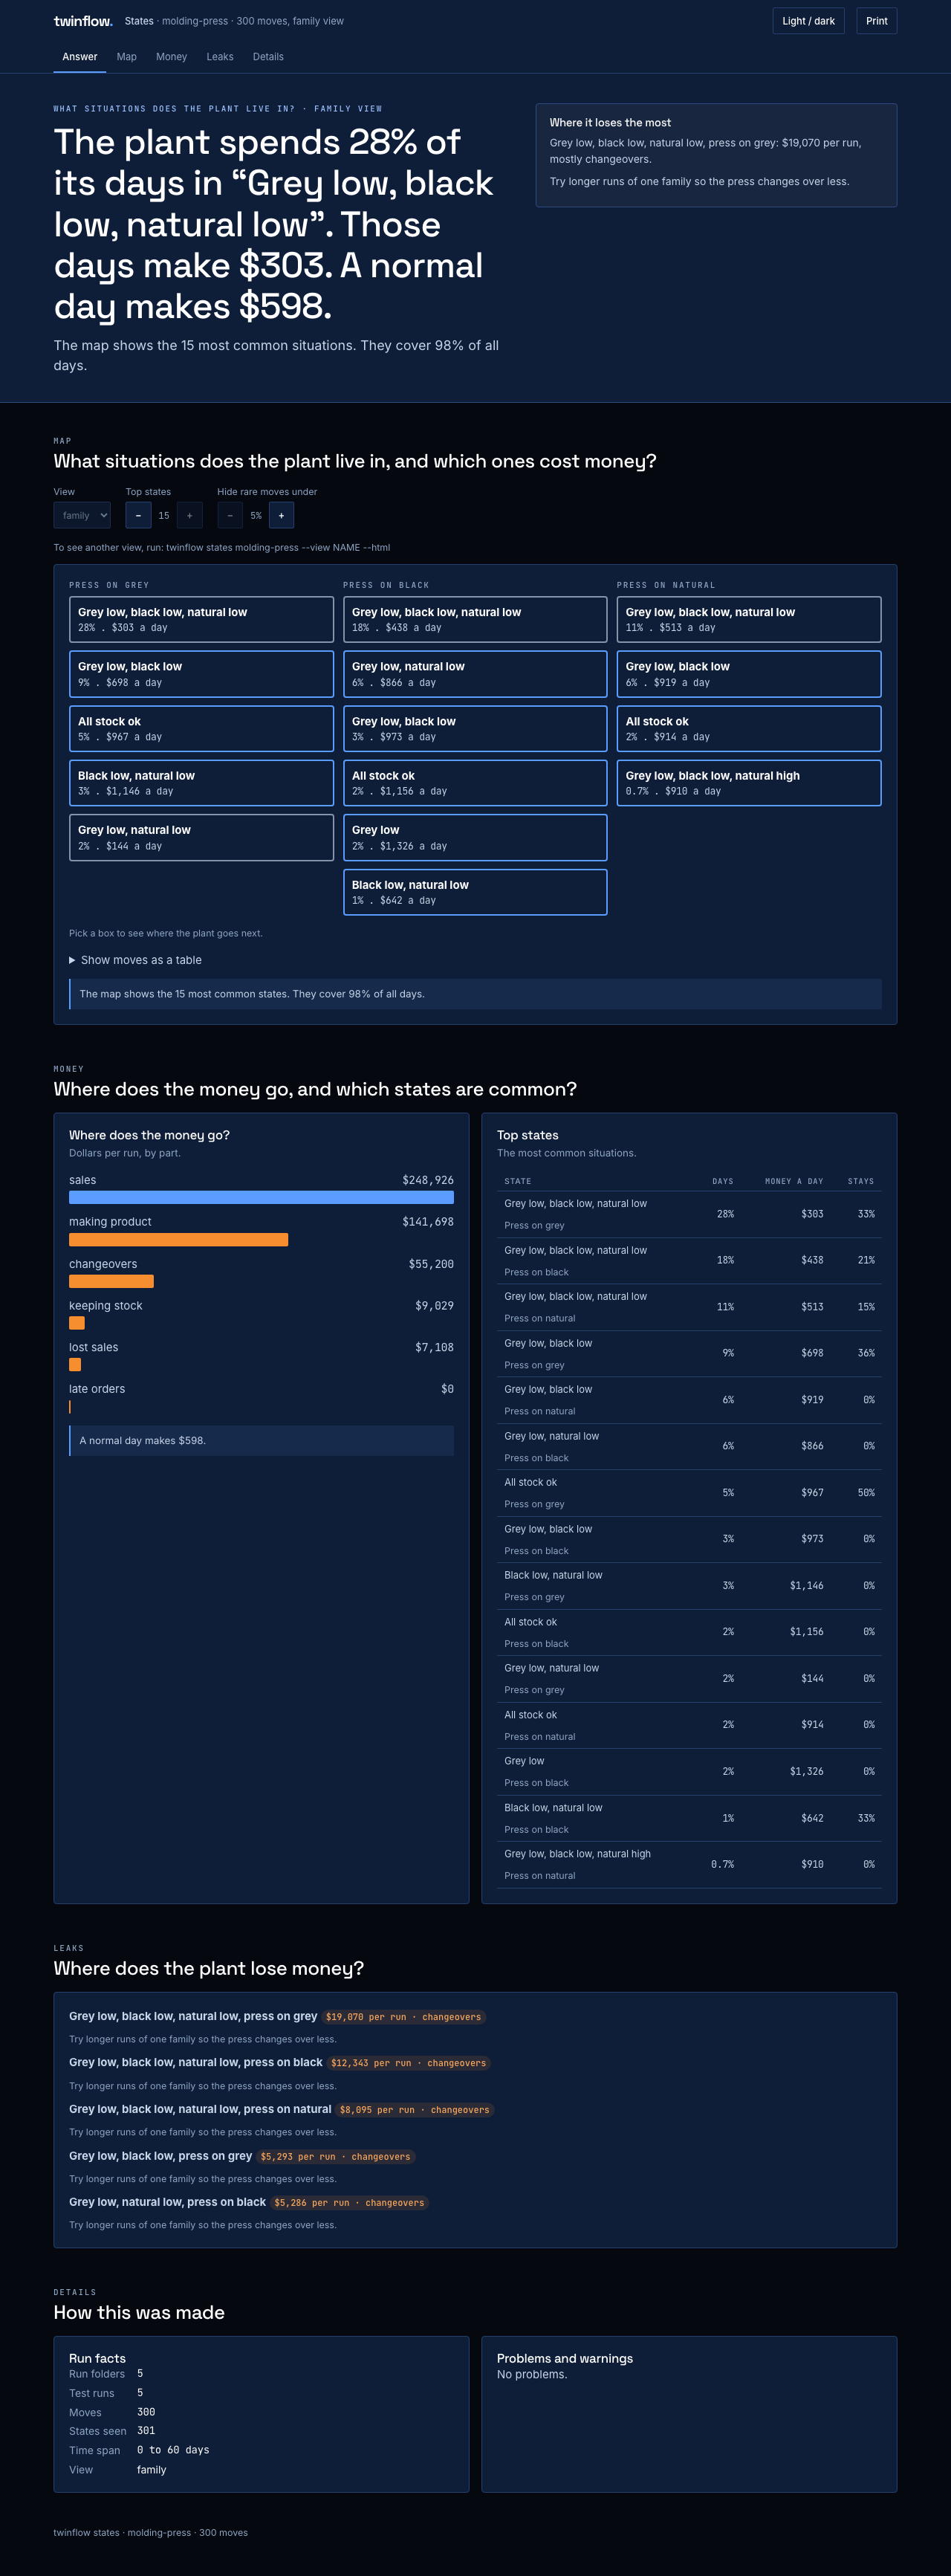 twinflow. States · molding-press · 300 moves, family view
Light / dark
Print
Answer
Map
Money
Leaks
Details
WHAT SITUATIONS DOES THE PLANT LIVE IN? · FAMILY VIEW
The plant spends 28% of
its days in “Grey low, black
low, natural low”. Those
days make $303. A normal
day makes $598.
The map shows the 15 most common situations. They cover 98% of all
days.
Where it loses the most
Grey low, black low, natural low, press on grey: $19,070 per run,
mostly changeovers.
Try longer runs of one family so the press changes over less.
MAP
What situations does the plant live in, and which ones cost money?
View
family
Top states
− 15 +
Hide rare moves under
− 5% +
To see another view, run: twinflow states molding-press --view NAME --html
PRESS ON GREY
Grey low, black low, natural low
28% . $303 a day
Grey low, black low
9% . $698 a day
All stock ok
5% . $967 a day
Black low, natural low
3% . $1,146 a day
Grey low, natural low
2% . $144 a day
PRESS ON BLACK
Grey low, black low, natural low
18% . $438 a day
Grey low, natural low
6% . $866 a day
Grey low, black low
3% . $973 a day
All stock ok
2% . $1,156 a day
Grey low
2% . $1,326 a day
Black low, natural low
1% . $642 a day
PRESS ON NATURAL
Grey low, black low, natural low
11% . $513 a day
Grey low, black low
6% . $919 a day
All stock ok
2% . $914 a day
Grey low, black low, natural high
0.7% . $910 a day
Pick a box to see where the plant goes next.
▶ Show moves as a table
The map shows the 15 most common states. They cover 98% of all days.
MONEY
Where does the money go, and which states are common?
Where does the money go?
Dollars per run, by part.
sales $248,926
making product $141,698
changeovers $55,200
keeping stock $9,029
lost sales $7,108
late orders $0
A normal day makes $598.
Top states
The most common situations.
STATE DAYS MONEY A DAY STAYS
Grey low, black low, natural low
Press on grey
28% $303 33%
Grey low, black low, natural low
Press on black
18% $438 21%
Grey low, black low, natural low
Press on natural
11% $513 15%
Grey low, black low
Press on grey
9% $698 36%
Grey low, black low
Press on natural
6% $919 0%
Grey low, natural low
Press on black
6% $866 0%
All stock ok
Press on grey
5% $967 50%
Grey low, black low
Press on black
3% $973 0%
Black low, natural low
Press on grey
3% $1,146 0%
All stock ok
Press on black
2% $1,156 0%
Grey low, natural low
Press on grey
2% $144 0%
All stock ok
Press on natural
2% $914 0%
Grey low
Press on black
2% $1,326 0%
Black low, natural low
Press on black
1% $642 33%
Grey low, black low, natural high
Press on natural
0.7% $910 0%
LEAKS
Where does the plant lose money?
Grey low, black low, natural low, press on grey $19,070 per run · changeovers
Try longer runs of one family so the press changes over less.
Grey low, black low, natural low, press on black $12,343 per run · changeovers
Try longer runs of one family so the press changes over less.
Grey low, black low, natural low, press on natural $8,095 per run · changeovers
Try longer runs of one family so the press changes over less.
Grey low, black low, press on grey $5,293 per run · changeovers
Try longer runs of one family so the press changes over less.
Grey low, natural low, press on black $5,286 per run · changeovers
Try longer runs of one family so the press changes over less.
DETAILS
How this was made
Run facts
Run folders 5
Test runs 5
Moves 300
States seen 301
Time span 0 to 60 days
View family
Problems and warnings
No problems.
twinflow states · molding-press · 300 moves